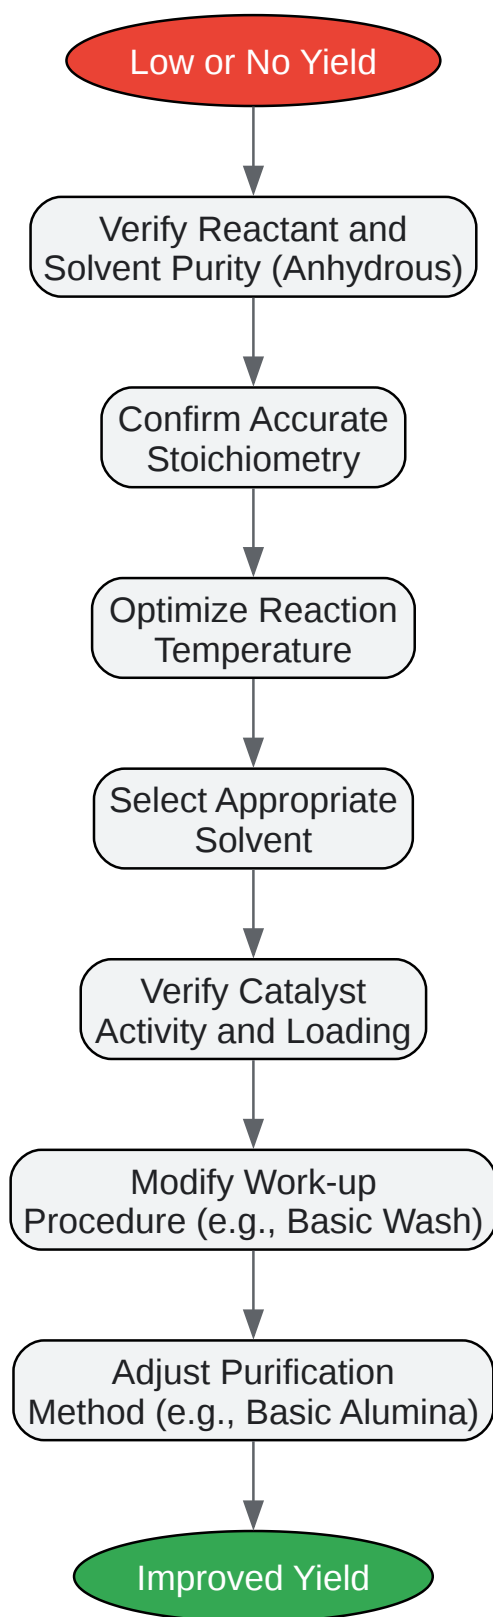 Low or No Yield
Verify Reactant and
Solvent Purity (Anhydrous)
Confirm Accurate
Stoichiometry
Optimize Reaction
Temperature
Select Appropriate
Solvent
Verify Catalyst
Activity and Loading
Modify Work-up
Procedure (e.g., Basic Wash)
Adjust Purification
Method (e.g., Basic Alumina)
Improved Yield